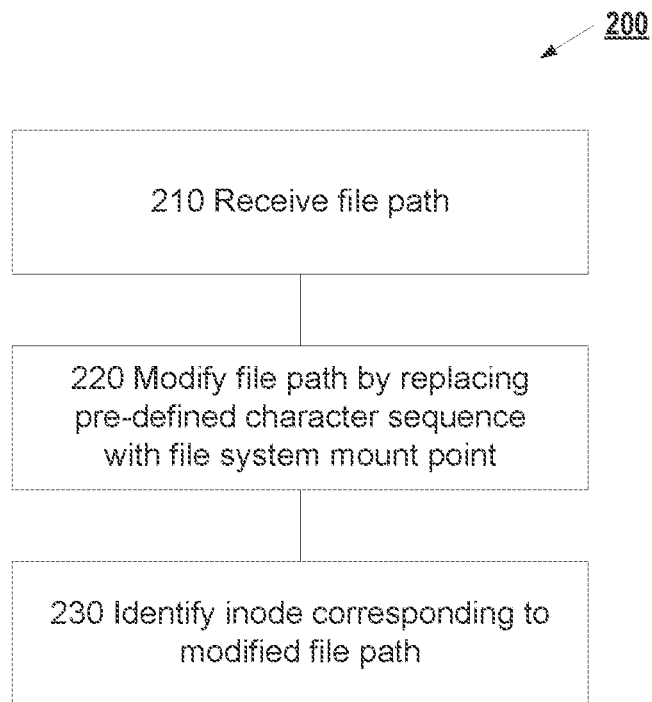 200
210 Receive file path
220 Modify file path by replacing
pre-defined character sequence
with file system mount point
230 Identify inode corresponding to
modified file path